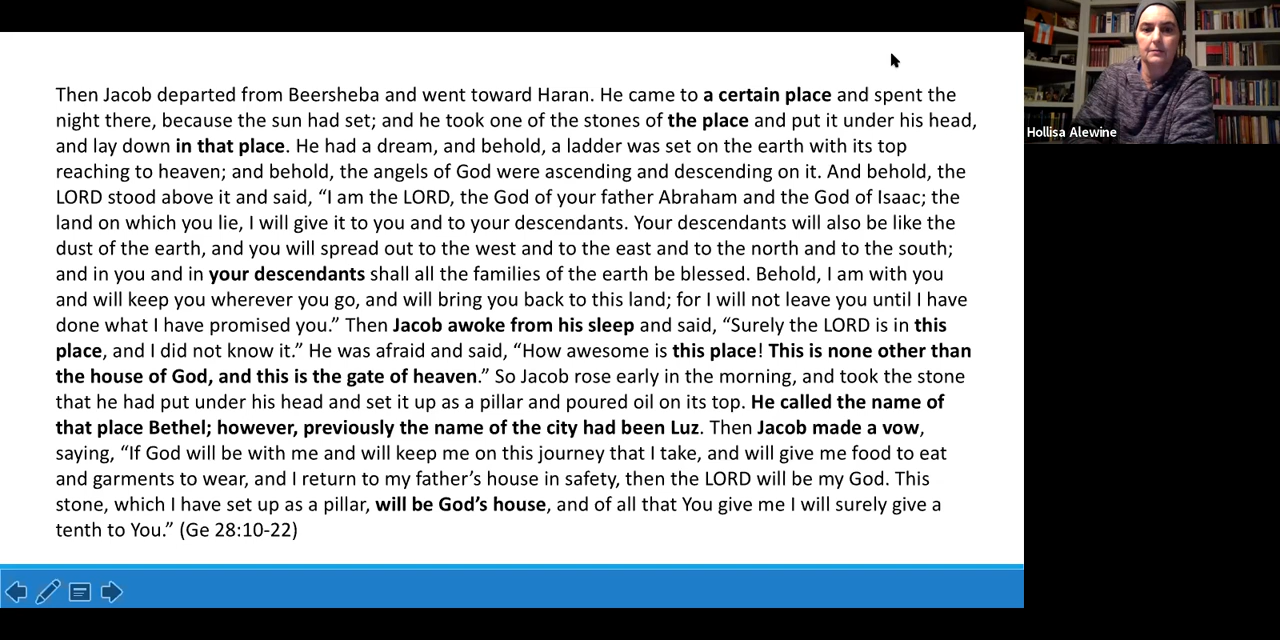 Then Jacob departed from Beersheba and went toward Haran. He came to a certain place and spent the
night there, because the sun had set; and he took one of the stones of the place and put it under his head,
and lay down in that place. He had a dream, and behold, a ladder was set on the earth with its top
reaching to heaven; and behold, the angels of God were ascending and descending on it. And behold, the
LORD stood above it and said, “I am the LORD, the God of your father Abraham and the God of Isaac; the
land on which you lie, I will give it to you and to your descendants. Your descendants will also be like the
dust of the earth, and you will spread out to the west and to the east and to the north and to the south;
and in you and in your descendants shall all the families of the earth be blessed. Behold, I am with you
and will keep you wherever you go, and will bring you back to this land; for I will not leave you until I have
done what I have promised you.” Then Jacob awoke from his sleep and said, “Surely the LORD is in this
place, and I did not know it.” He was afraid and said, “How awesome is this place! This is none other than
the house of God, and this is the gate of heaven.” So Jacob rose early in the morning, and took the stone
that he had put under his head and set it up as a pillar and poured oil on its top. He called the name of
that place Bethel; however, previously the name of the city had been Luz. Then Jacob made a vow,
saying, “If God will be with me and will keep me on this journey that I take, and will give me food to eat
and garments to wear, and I return to my father’s house in safety, then the LORD will be my God. This
stone, which I have set up as a pillar, will be God’s house, and of all that You give me I will surely give a
tenth to You.” (Ge 28:10-22)
Hollisa Alewine